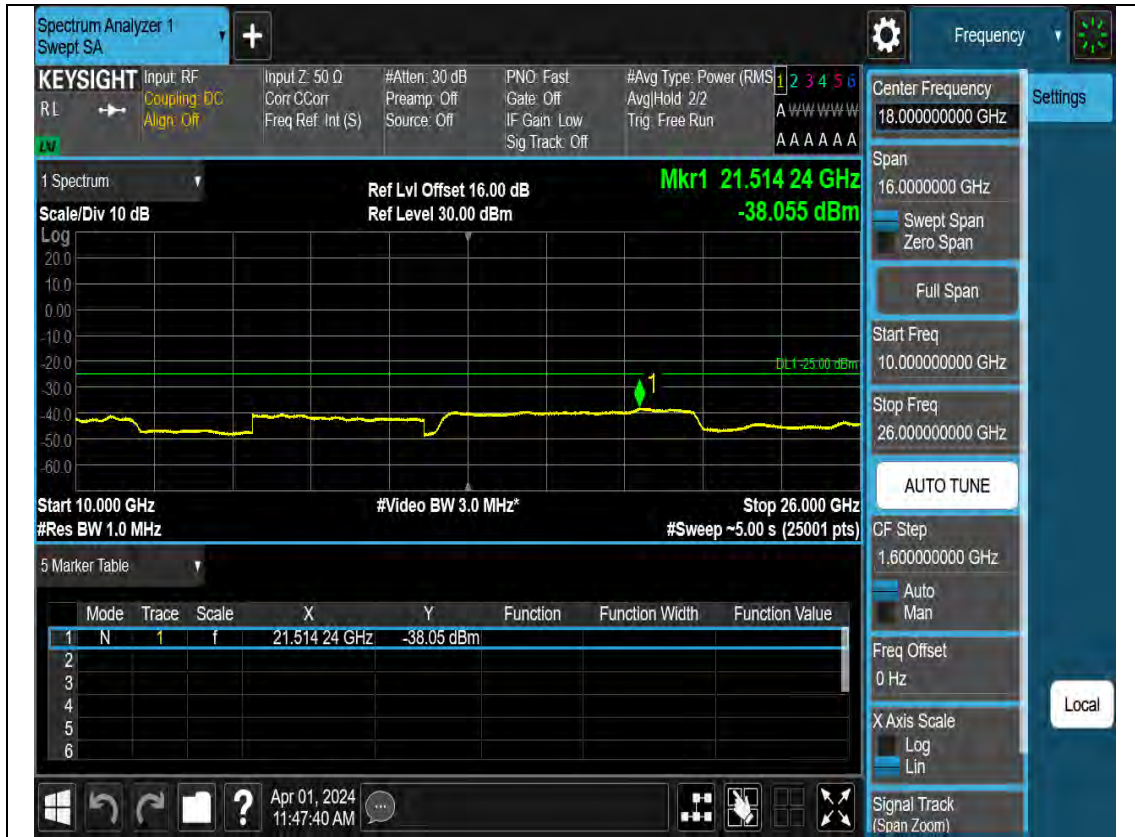 Spectrum Analyzer 1
Swept SA
Frequency
KEYSIGHT
RL
Input: RF
Coupling: DC
Align: Off
Input Z: 50 Ω
Corr CCorr
Freq Ref: Int (S)
#Atten: 30 dB
Preamp: Off
Source: Off
PNO: Fast
Gate: Off
IF Gain: Low
Sig Track: Off
#Avg Type: Power (RMS
Avg|Hold: 2/2
Trig: Free Run
1 2 3 4 5 6
A W W W W W
A A A A A A
1 Spectrum
Scale/Div 10 dB
Ref Lvl Offset 16.00 dB
Ref Level 30.00 dBm
Mkr1 21.514 24 GHz
-38.055 dBm
Log
20.0
10.0
0.00
-10.0
-20.0
-30.0
-40.0
-50.0
-60.0
DL1 -25.00 dBm
1
Start 10.000 GHz
#Res BW 1.0 MHz
#Video BW 3.0 MHz*
Stop 26.000 GHz
#Sweep ~5.00 s (25001 pts)
5 Marker Table
Mode Trace Scale X Y Function Function Width Function Value
1 N 1 f 21.514 24 GHz -38.05 dBm
2
3
4
5
6
Apr 01, 2024
11:47:40 AM
Center Frequency
18.000000000 GHz
Span
16.0000000 GHz
Swept Span
Zero Span
Full Span
Start Freq
10.000000000 GHz
Stop Freq
26.000000000 GHz
AUTO TUNE
CF Step
1.600000000 GHz
Auto
Man
Freq Offset
0 Hz
X Axis Scale
Log
Lin
Signal Track
(Span Zoom)
Settings
Local